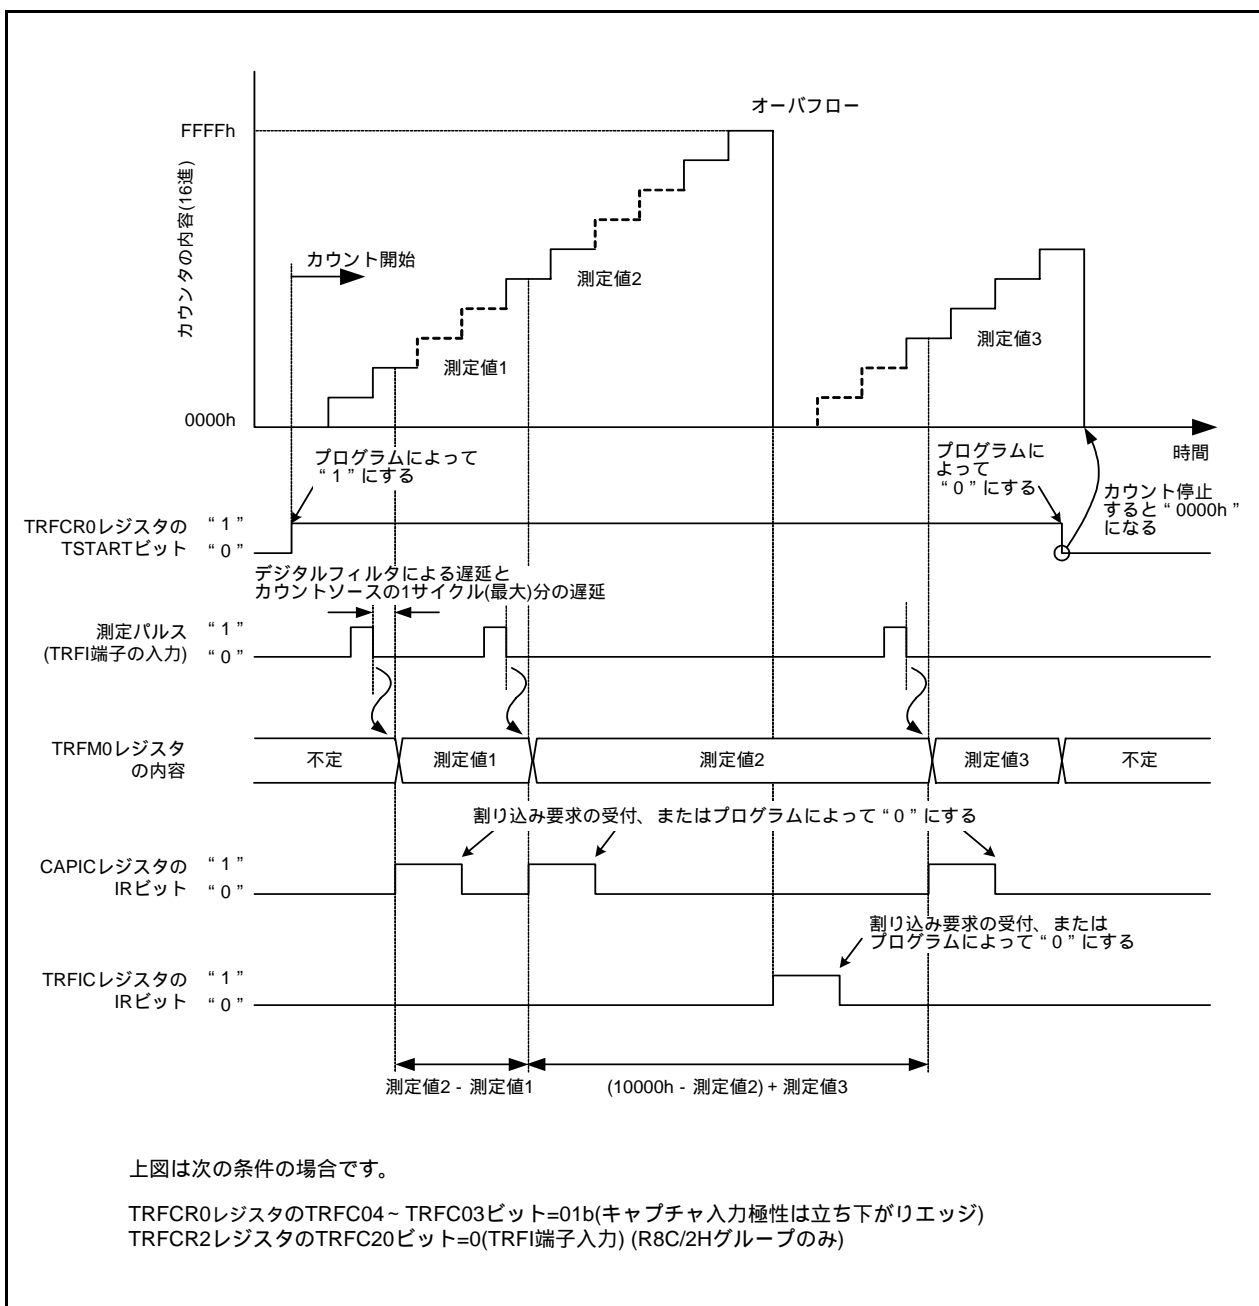 オーバフロー
FFFFh
カウンタの内容(16進)
カウント開始
測定値2
測定値1
測定値3
0000h
時間
プログラムによって
“ 1 ” にする
プログラムに
よって
“ 0 ” にする
カウント停止
すると “ 0000h ”
になる
TRFCR0レジスタの
TSTARTビット
“ 1 ”
“ 0 ”
デジタルフィルタによる遅延と
カウントソースの1サイクル(最大)分の遅延
測定パルス
(TRFI端子の入力)
“ 1 ”
“ 0 ”
TRFM0レジスタ
の内容
不定
測定値1
測定値2
測定値3
不定
割り込み要求の受付、またはプログラムによって “ 0 ” にする
CAPICレジスタの
IRビット
“ 1 ”
“ 0 ”
割り込み要求の受付、または
プログラムによって “ 0 ” にする
TRFICレジスタの
IRビット
“ 1 ”
“ 0 ”
測定値2 - 測定値1
(10000h - 測定値2) + 測定値3
上図は次の条件の場合です。
TRFCR0レジスタのTRFC04 ~ TRFC03ビット=01b(キャプチャ入力極性は立ち下がりエッジ)
TRFCR2レジスタのTRFC20ビット=0(TRFI端子入力) (R8C/2Hグループのみ)